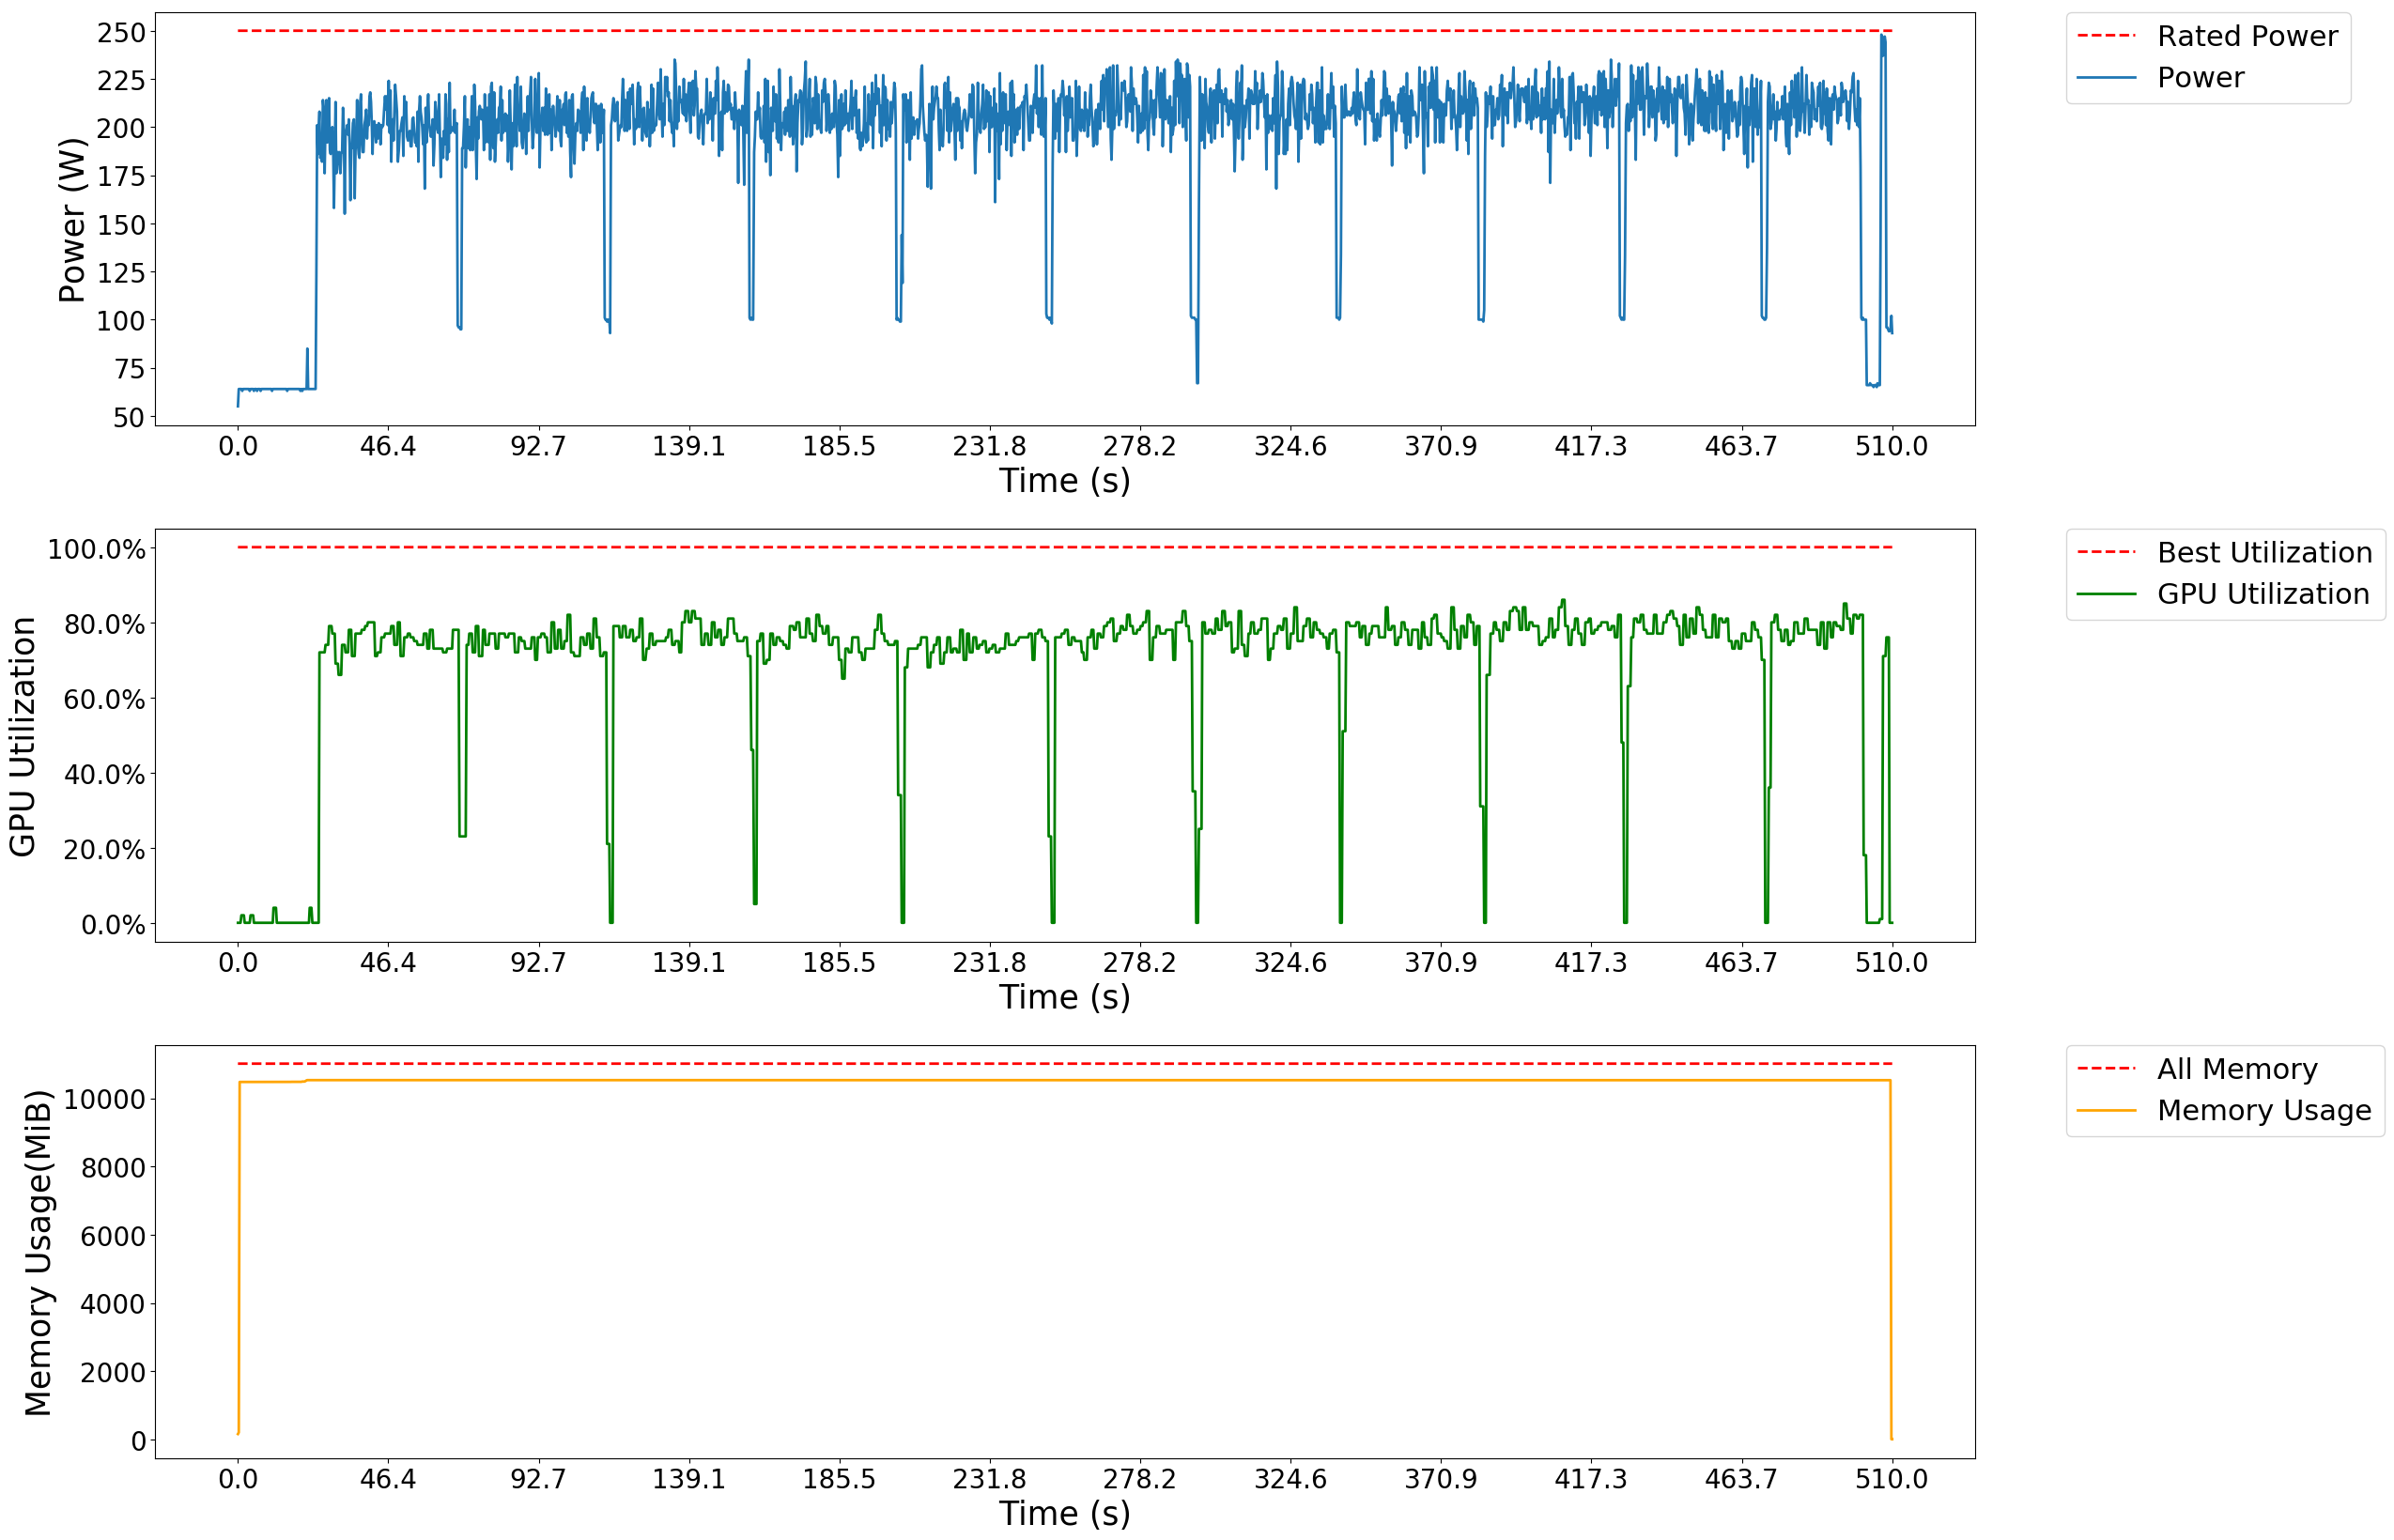 250
225
200
175
150
125
100
75
50
Power (W)
0.0 46.4 92.7 139.1 185.5 231.8 278.2 324.6 370.9 417.3 463.7 510.0
Time (s)
Rated Power
Power
100.0%
80.0%
60.0%
40.0%
20.0%
0.0%
GPU Utilization
0.0 46.4 92.7 139.1 185.5 231.8 278.2 324.6 370.9 417.3 463.7 510.0
Time (s)
Best Utilization
GPU Utilization
10000
8000
6000
4000
2000
0
Memory Usage(MiB)
0.0 46.4 92.7 139.1 185.5 231.8 278.2 324.6 370.9 417.3 463.7 510.0
Time (s)
All Memory
Memory Usage